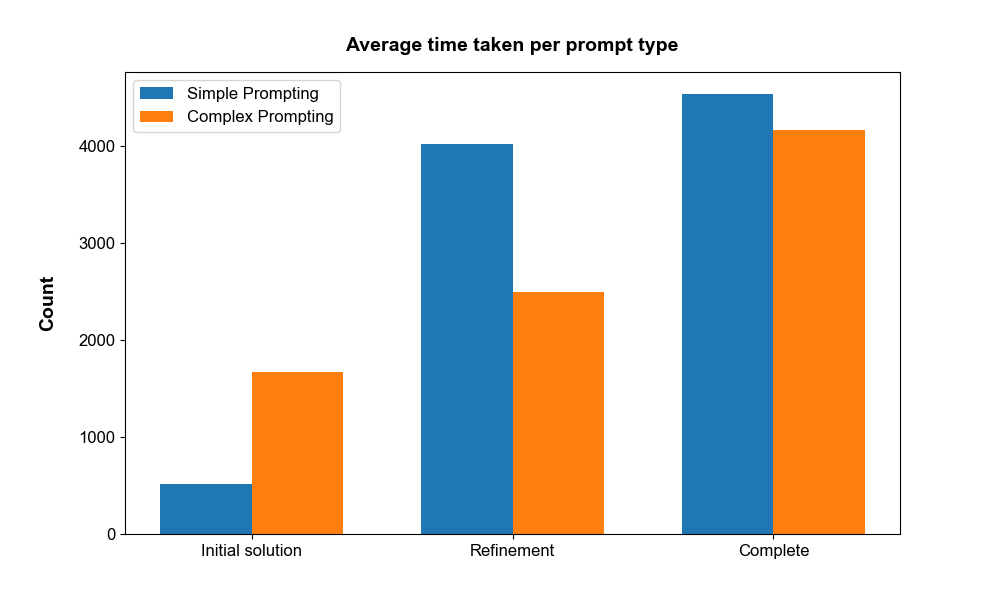 Average time taken per prompt type
Simple Prompting
Complex Prompting
Count
4000
3000
2000
1000
0
Initial solution
Refinement
Complete